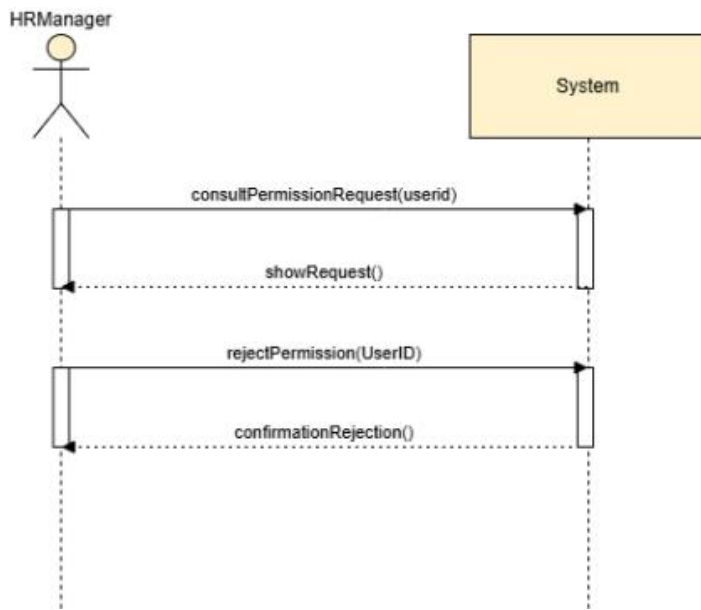 HRManager
System
consultPermissionRequest(userid)
showRequest()
rejectPermission(UserID)
confirmationRejection()